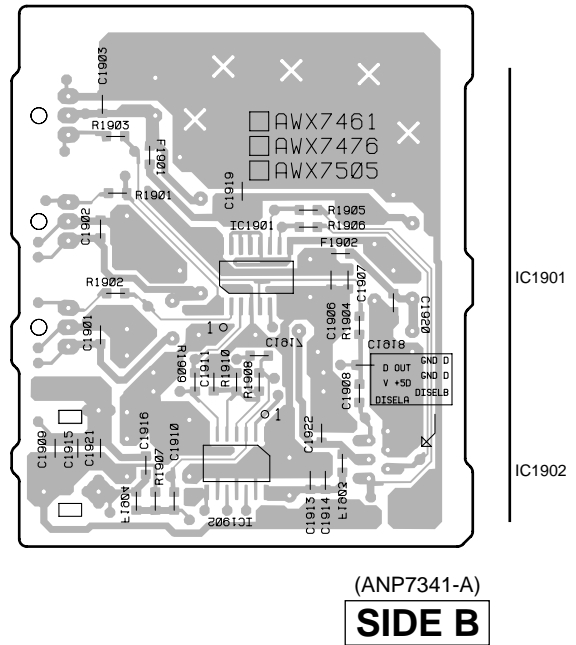 C1903
R1903
F1901
AWX7461
AWX7476
AWX7505
C1919
R1901
IC1901
R1905
R1906
C1902
F1902
C1907
R1902
IC1901
C1906
R1904
C1920
1
C1917
C1901
C1918
R1909
C1911
R1910
R1908
D OUT
GND D
V +5D
GND D
C1908
DISELA
DISELB
1
C1909
C1915
C1921
C1916
R1907
C1910
C1922
IC1902
F1904
IC1902
C1913
C1914
F1903
(ANP7341-A)
SIDE B